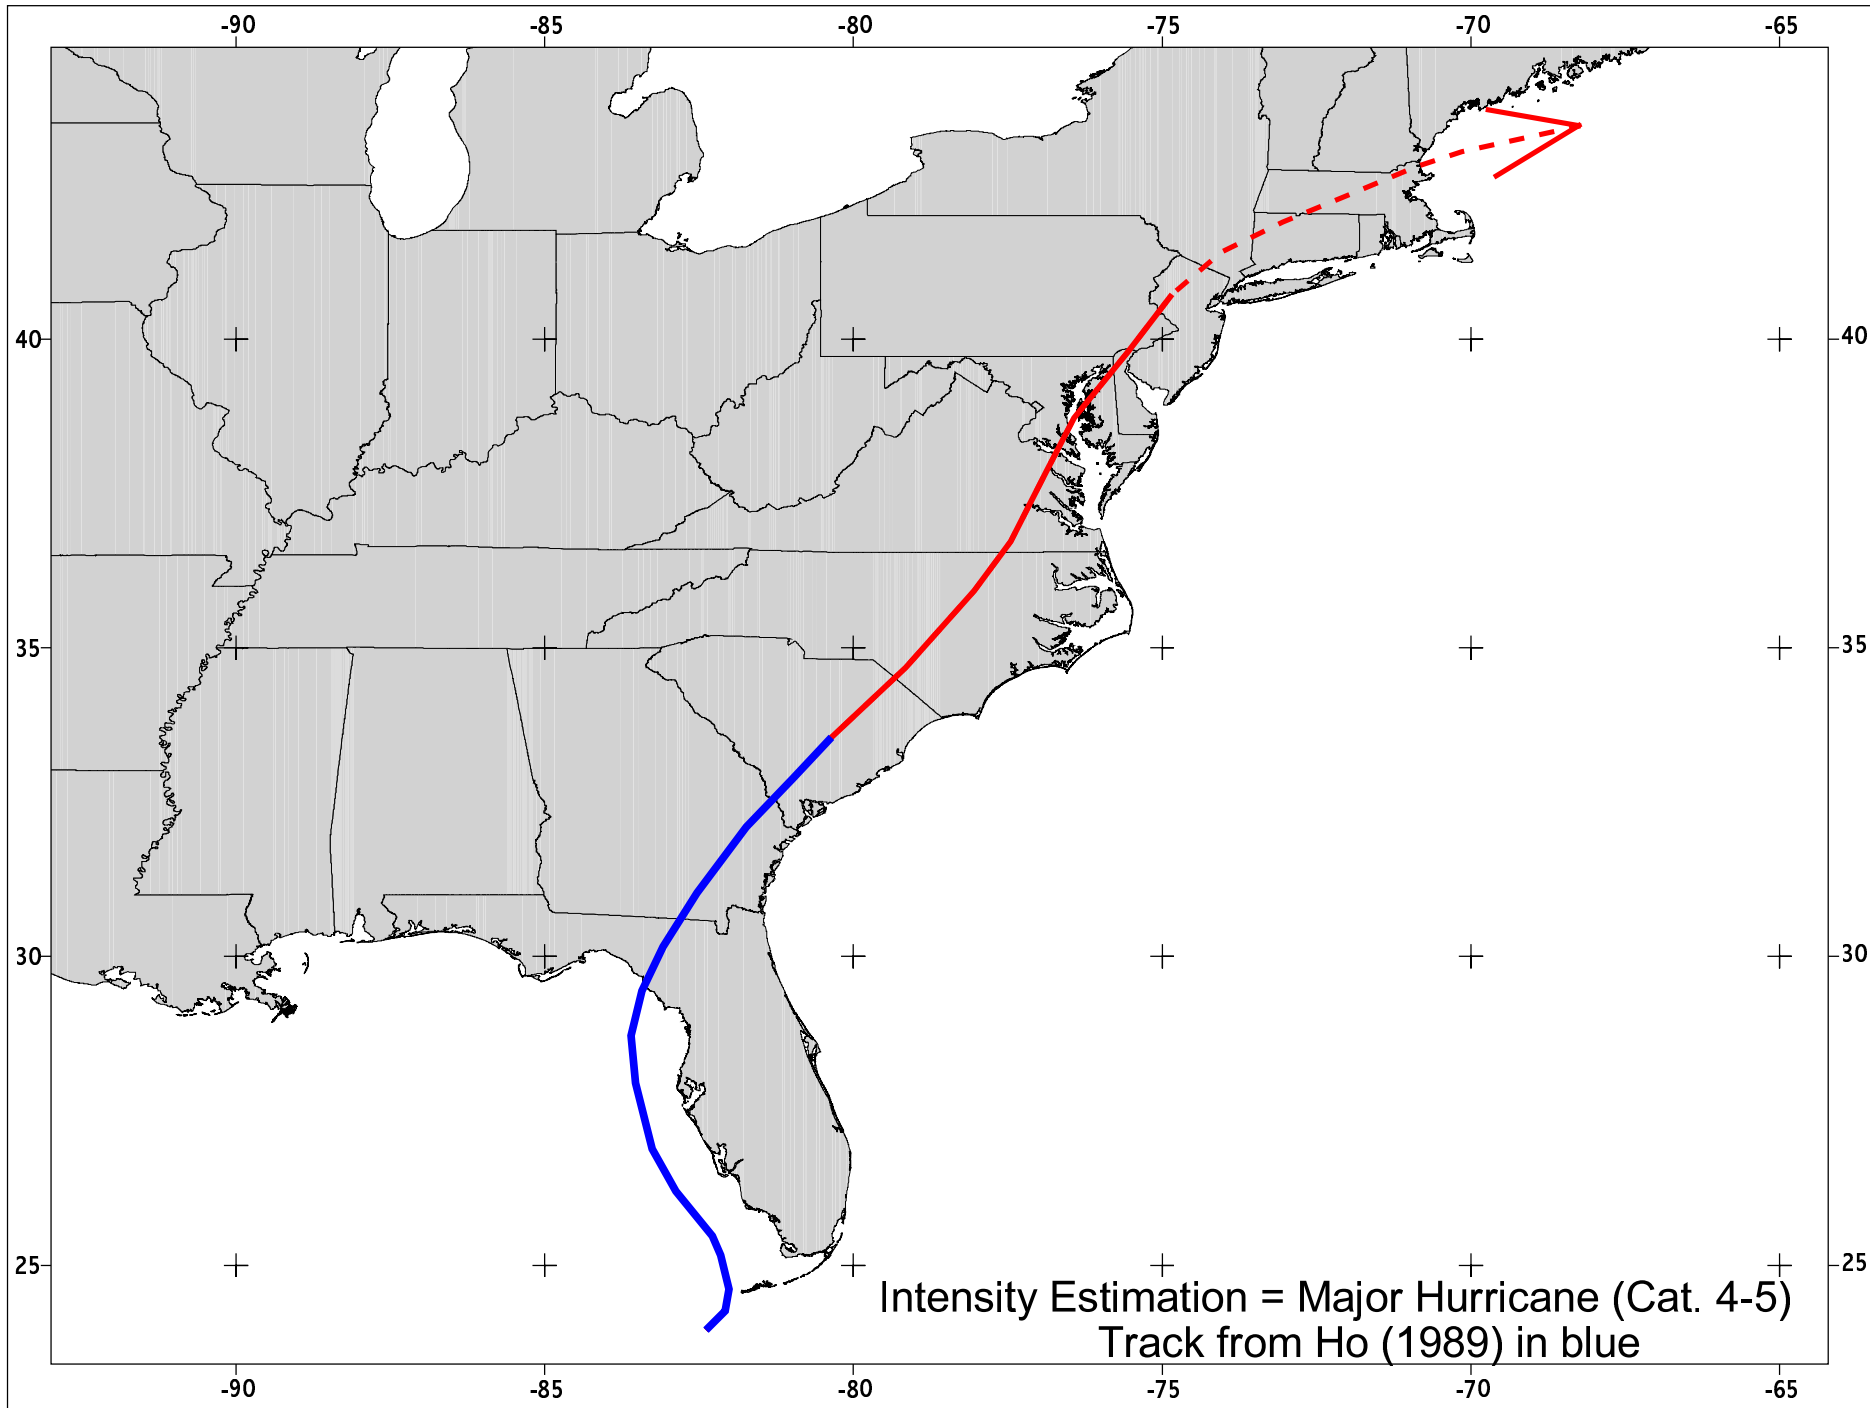 -90 -85 -80 -75 -70 -65
40 40
35 35
30 30
25 25
Intensity Estimation = Major Hurricane (Cat. 4-5)
Track from Ho (1989) in blue
-90 -85 -80 -75 -70 -65